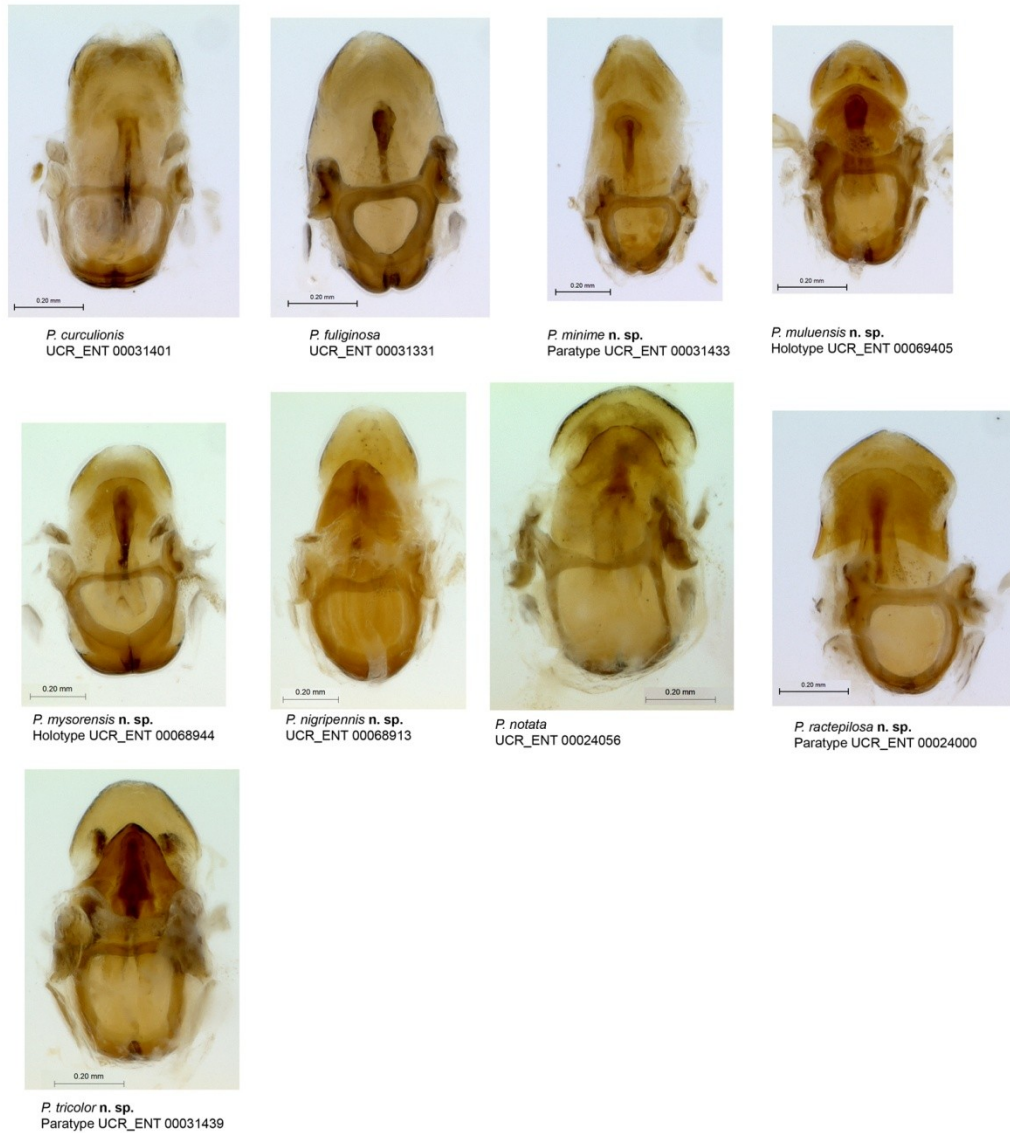 0.20 mm
P. curculionis
UCR_ENT 00031401
0.20 mm
P. fuliginosa
UCR_ENT 00031331
0.20 mm
P. minime n. sp.
Paratype UCR_ENT 00031433
0.20 mm
P. muluensis n. sp.
Holotype UCR_ENT 00069405
0.20 mm
P. mysorensis n. sp.
Holotype UCR_ENT 00068944
0.20 mm
P. nigripennis n. sp.
UCR_ENT 00068913
0.20 mm
P. notata
UCR_ENT 00024056
0.20 mm
P. ractepilosa n. sp.
Paratype UCR_ENT 00024000
0.20 mm
P. tricolor n. sp.
Paratype UCR_ENT 00031439